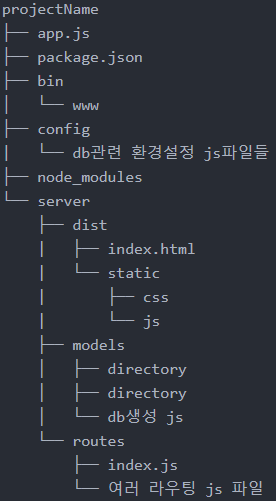 projectName
├── app.js
├── package.json
├── bin
│   └── www
├── config
│   └── db관련 환경설정 js파일들
├── node_modules
└── server
    ├── dist
    │   ├── index.html
    │   └── static
    │       ├── css
    │       └── js
    ├── models
    │   ├── directory
    │   ├── directory
    │   └── db생성 js
    └── routes
        ├── index.js
        └── 여러 라우팅 js 파일